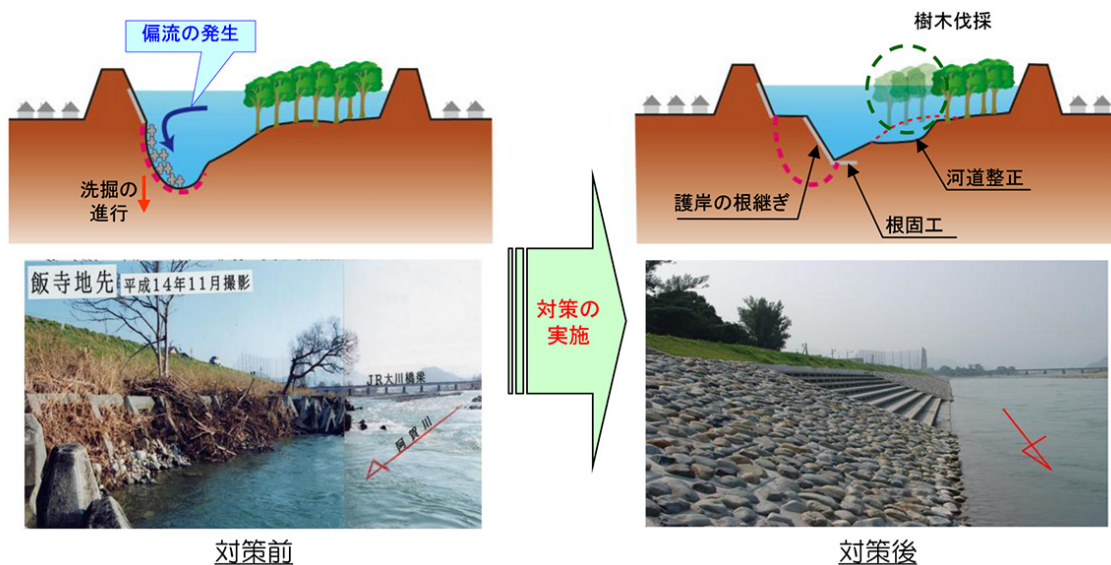 偏流の発生
洗掘の
進行
樹木伐採
護岸の根継ぎ
根固工
河道整正
飯寺地先 平成14年11月撮影
JR大川橋梁
阿賀川
対策の
実施
対策前
対策後